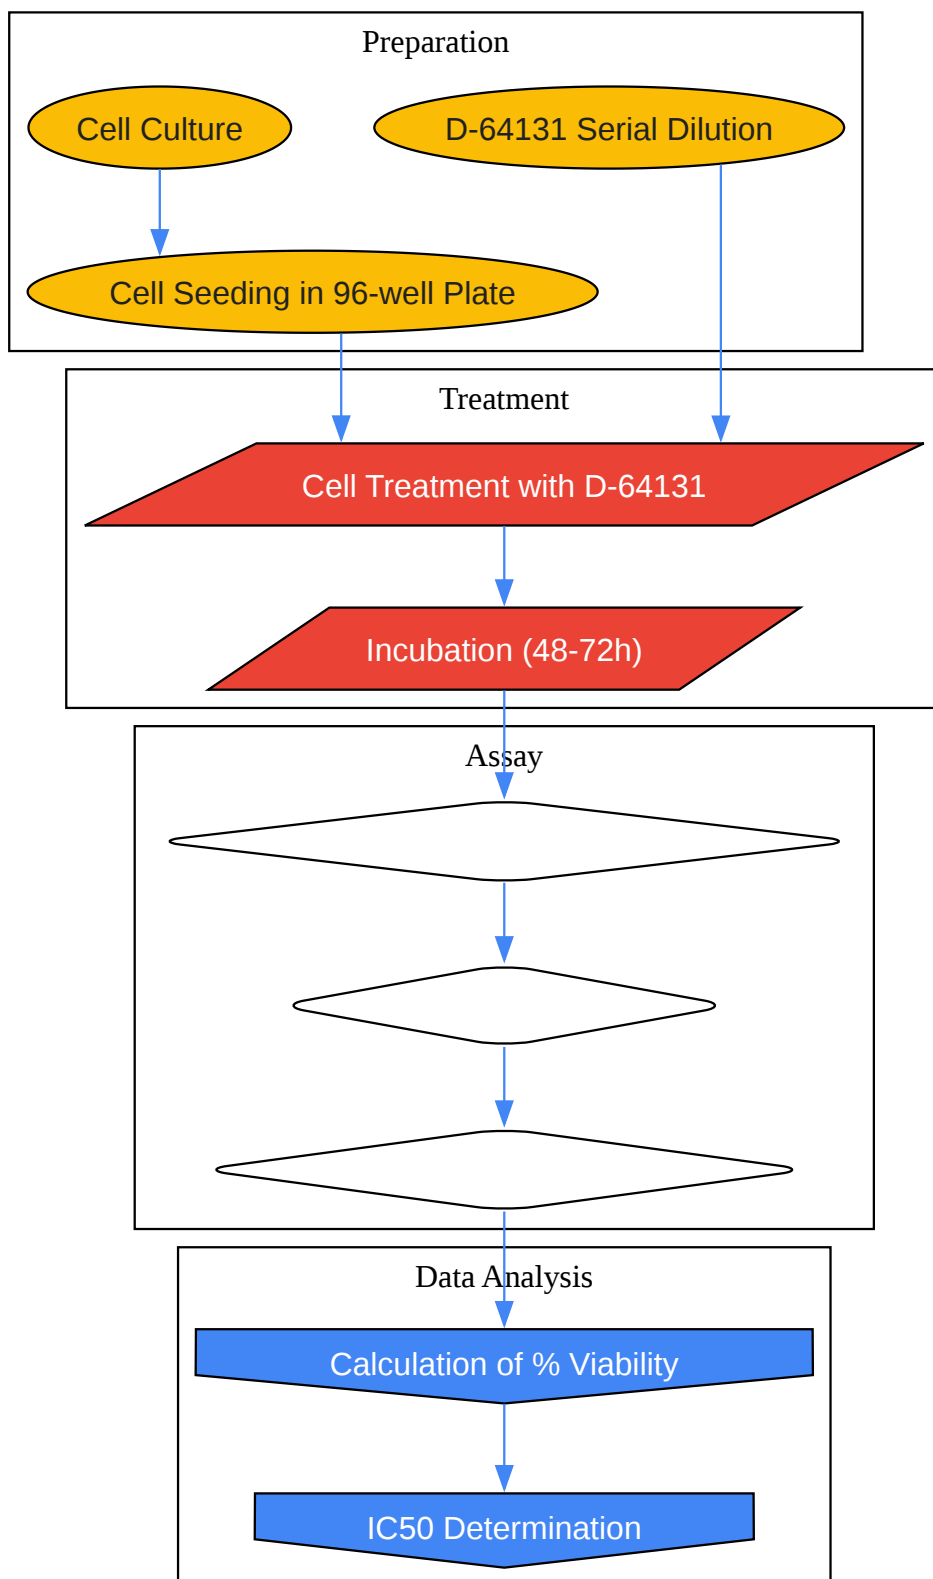 Preparation
Cell Culture
D-64131 Serial Dilution
Cell Seeding in 96-well Plate
Treatment
Cell Treatment with D-64131
Incubation (48-72h)
Assay
Data Analysis
Calculation of % Viability
IC50 Determination